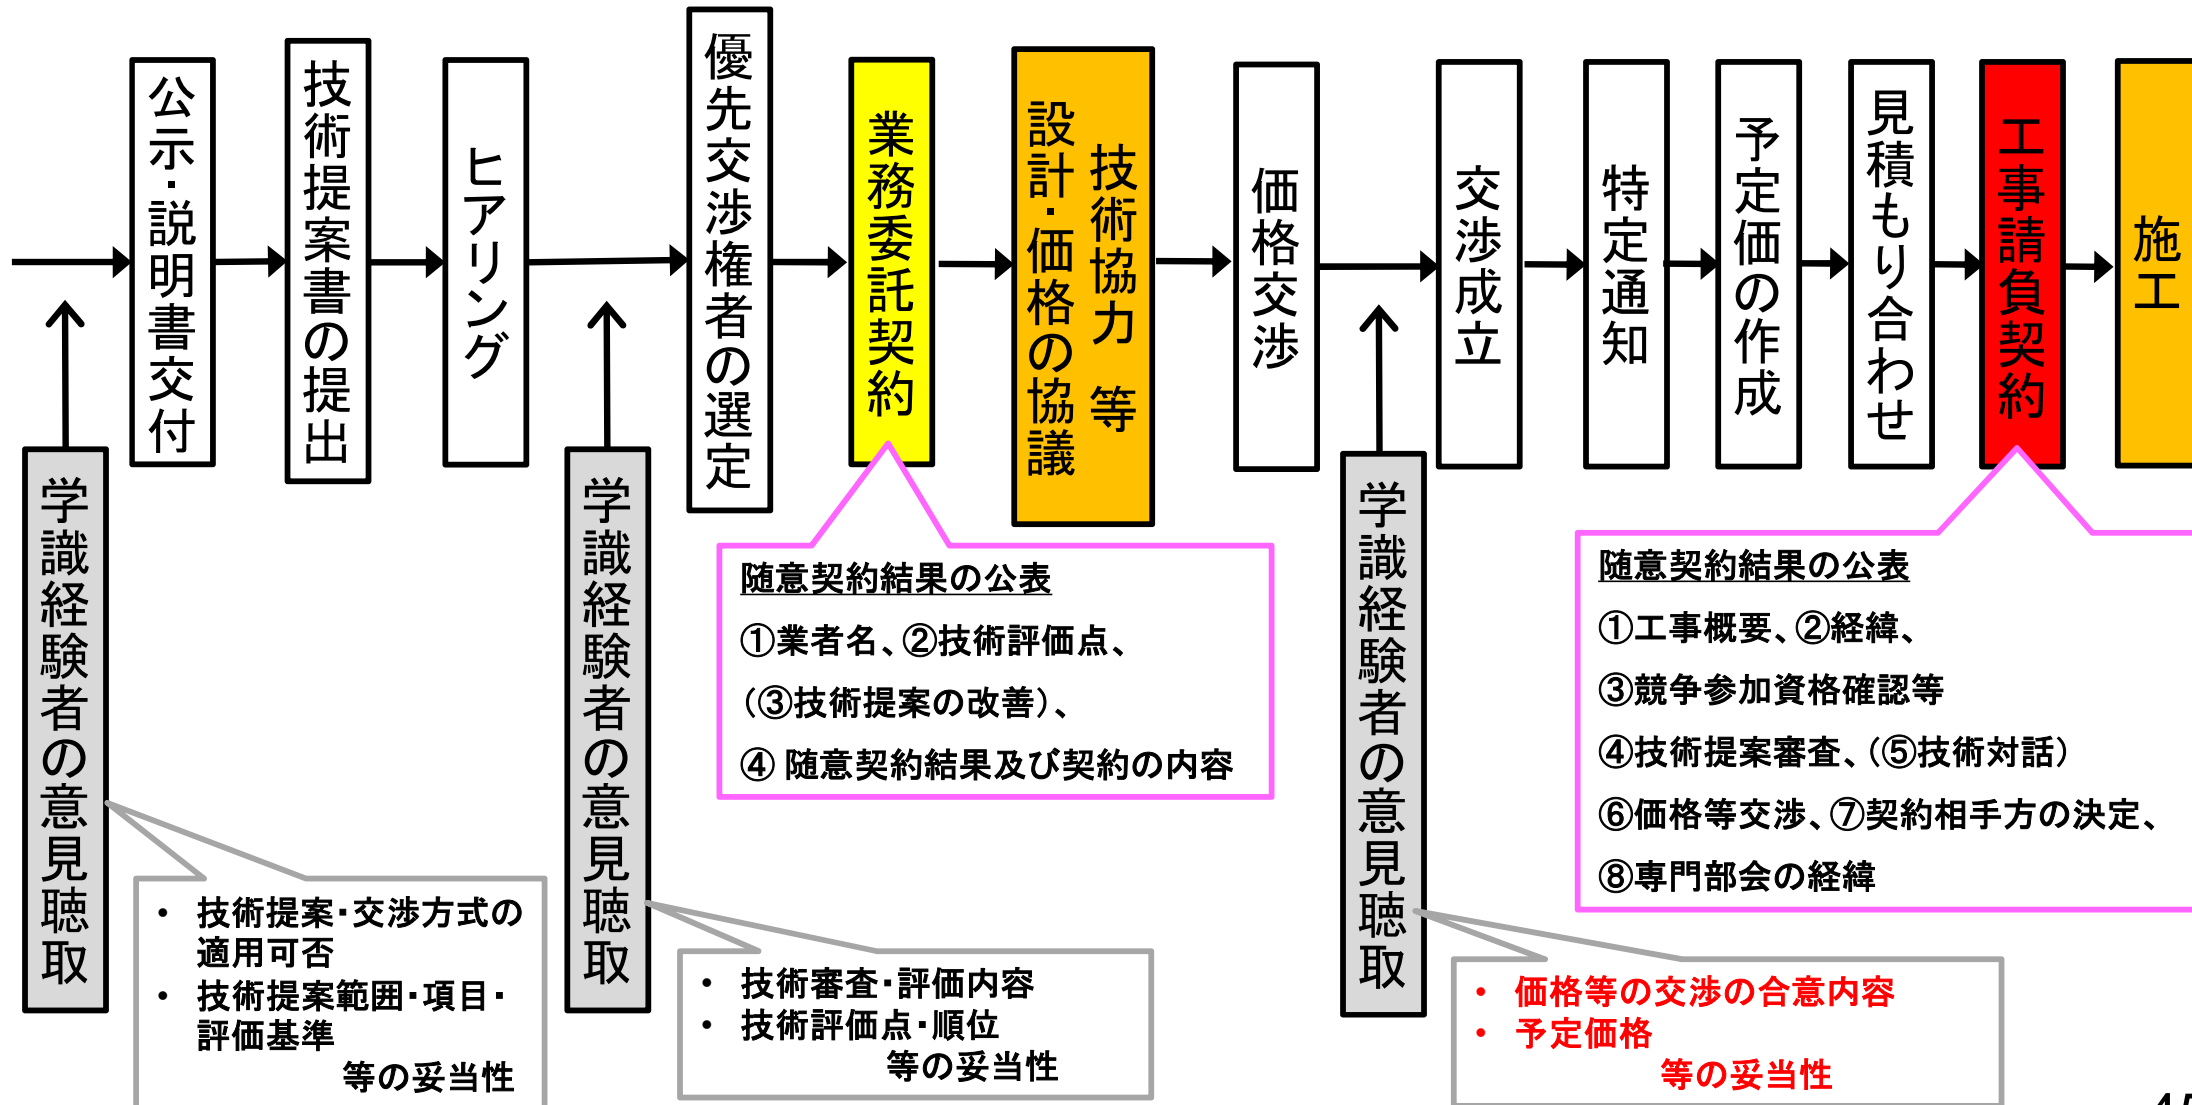 公示・説明書交付
技術提案書の提出
ヒアリング
優先交渉権者の選定
業務委託契約
技術協力 等
設計・価格の協議
価格交渉
交渉成立
特定通知
予定価の作成
見積もり合わせ
工事請負契約
施工
学識経験者の意見聴取
学識経験者の意見聴取
学識経験者の意見聴取
随意契約結果の公表
①業者名、②技術評価点、
（③技術提案の改善）、
④ 随意契約結果及び契約の内容
随意契約結果の公表
①工事概要、②経緯、
③競争参加資格確認等
④技術提案審査、（⑤技術対話）
⑥価格等交渉、⑦契約相手方の決定、
⑧専門部会の経緯
・ 技術提案・交渉方式の
適用可否
・ 技術提案範囲・項目・
評価基準
等の妥当性
・ 技術審査・評価内容
・ 技術評価点・順位
等の妥当性
・ 価格等の交渉の合意内容
・ 予定価格
等の妥当性